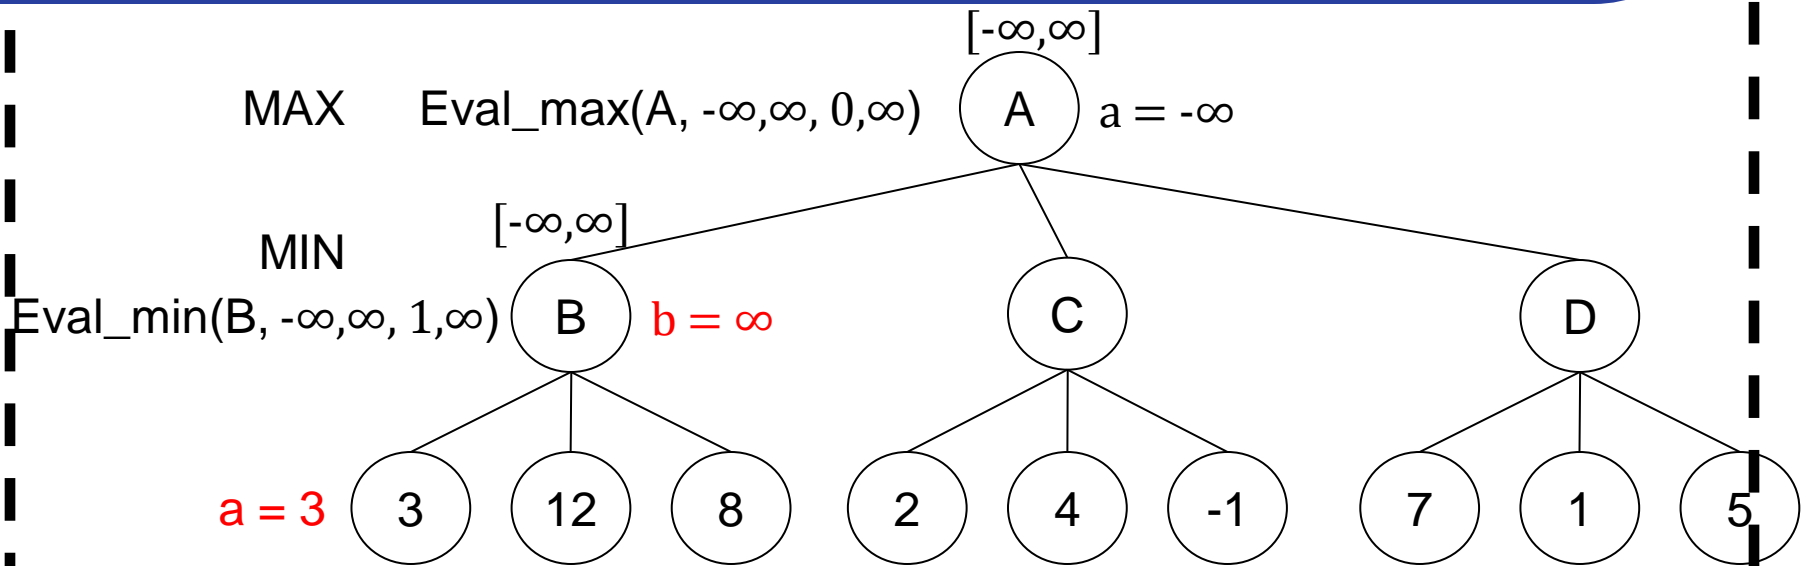 [-∞,∞]
MAX Eval_max(A, -∞,∞, 0,∞) A a = -∞
[-∞,∞]
MIN
Eval_min(B, -∞,∞, 1,∞) B b = ∞ C D
a = 3 3 12 8 2 4 -1 7 1 5